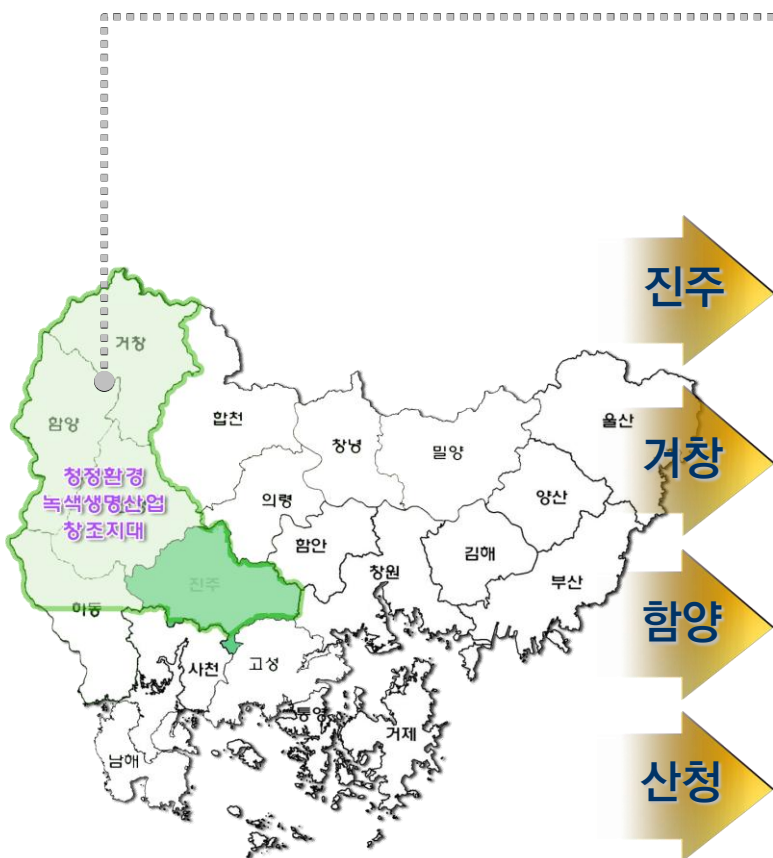 진주
거창
합천
울산
함양
창녕
밀양
거창
청정환경
녹색생명산업
창조지대
의령
양산
함안
김해
창원
진주
부산
하동
함양
사천
고성
통영
거제
남해
산청